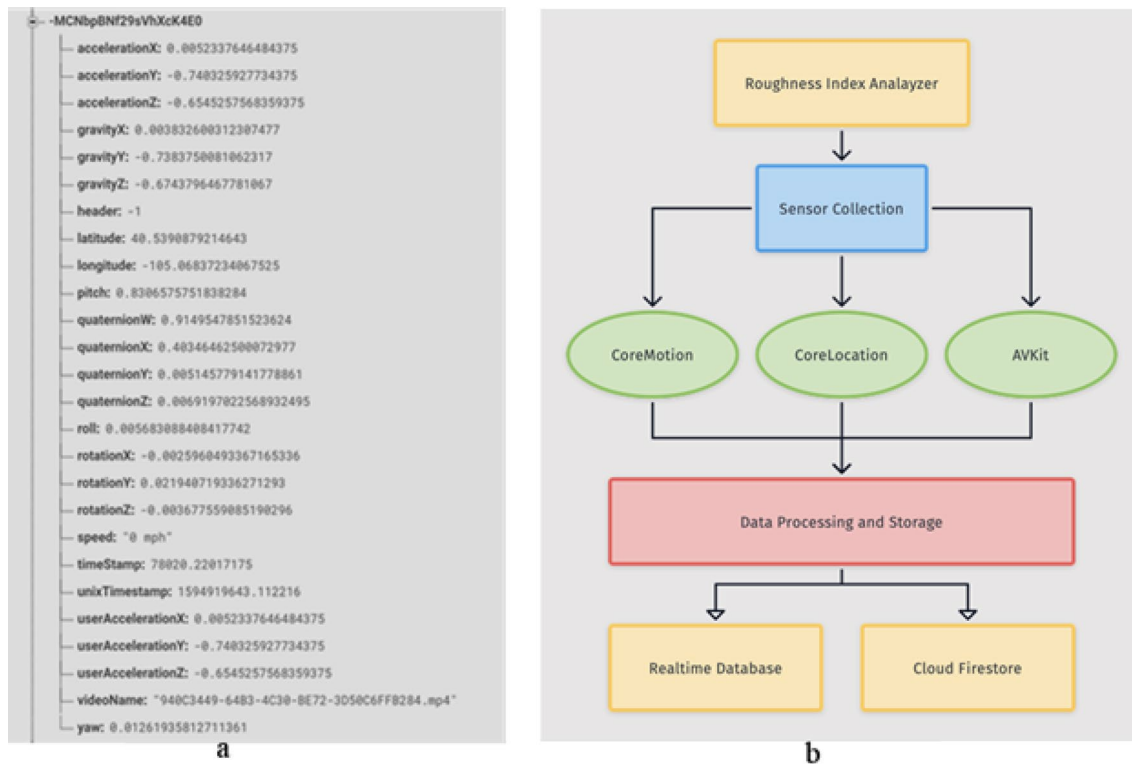 -MCNbpBNf29sVhXcK4E0
accelerationX: 0.0052337646484375
accelerationY: -0.740325927734375
accelerationZ: -0.6545257568359375
gravityX: 0.003832600312307477
gravityY: -0.7383750081062317
gravityZ: -0.6743796467781067
header: -1
latitude: 40.5390879214643
longitude: -105.06837234067525
pitch: 0.8306575751838284
quaternionW: 0.9149547851523624
quaternionX: 0.40346462500072977
quaternionY: 0.005145779141778861
quaternionZ: 0.0069197022568932495
roll: 0.005683088408417742
rotationX: -0.0025960493367165336
rotationY: 0.021940719336271293
rotationZ: -0.003677559085190296
speed: "0 mph"
timeStamp: 78020.22017175
unixTimestamp: 1594919643.112216
userAccelerationX: 0.0052337646484375
userAccelerationY: -0.740325927734375
userAccelerationZ: -0.6545257568359375
videoName: "940C3449-64B3-4C30-BE72-3D50C6FFB284.mp4"
yaw: 0.01261935812711361
a
Roughness Index Analayzer
Sensor Collection
CoreMotion
CoreLocation
AVKit
Data Processing and Storage
Realtime Database
Cloud Firestore
b